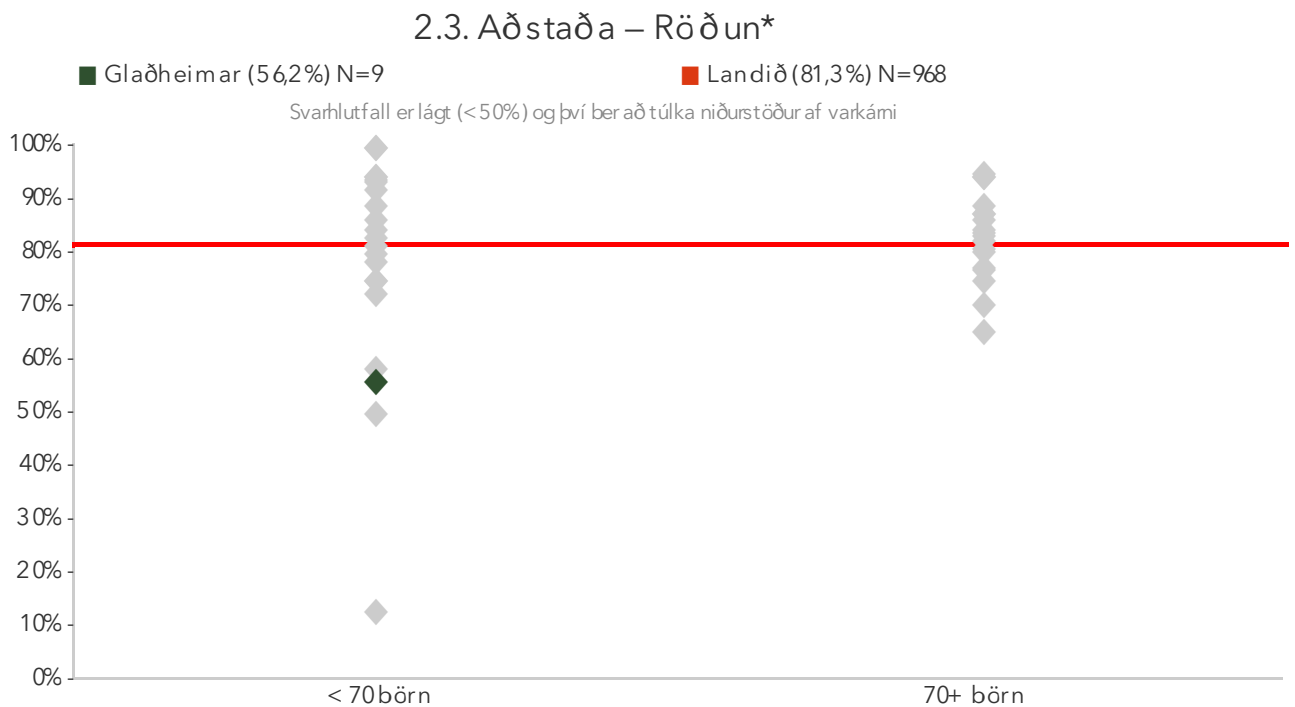 2.3. Aðstaða – Röðun*
Glaðheimar (56,2%) N=9
Landið (81,3%) N=968
Svarhlutfall er lágt (<50%) og því ber að túlka niðurstöður af varkárni
100%
90%
80%
70%
60%
50%
40%
30%
20%
10%
0%
< 70 börn
70+ börn